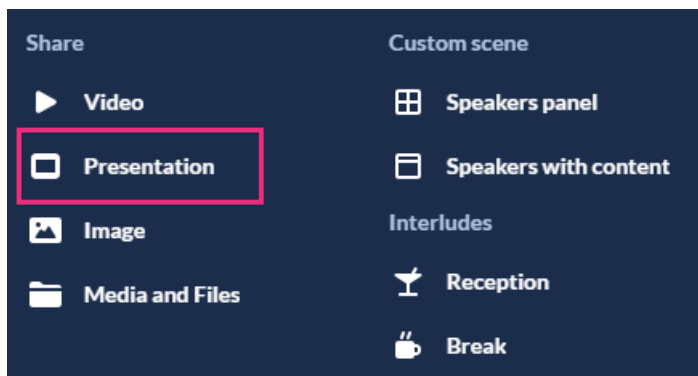 Share
Video
Presentation
Image
Media and Files
Custom scene
Speakers panel
Speakers with content
Interludes
Reception
Break